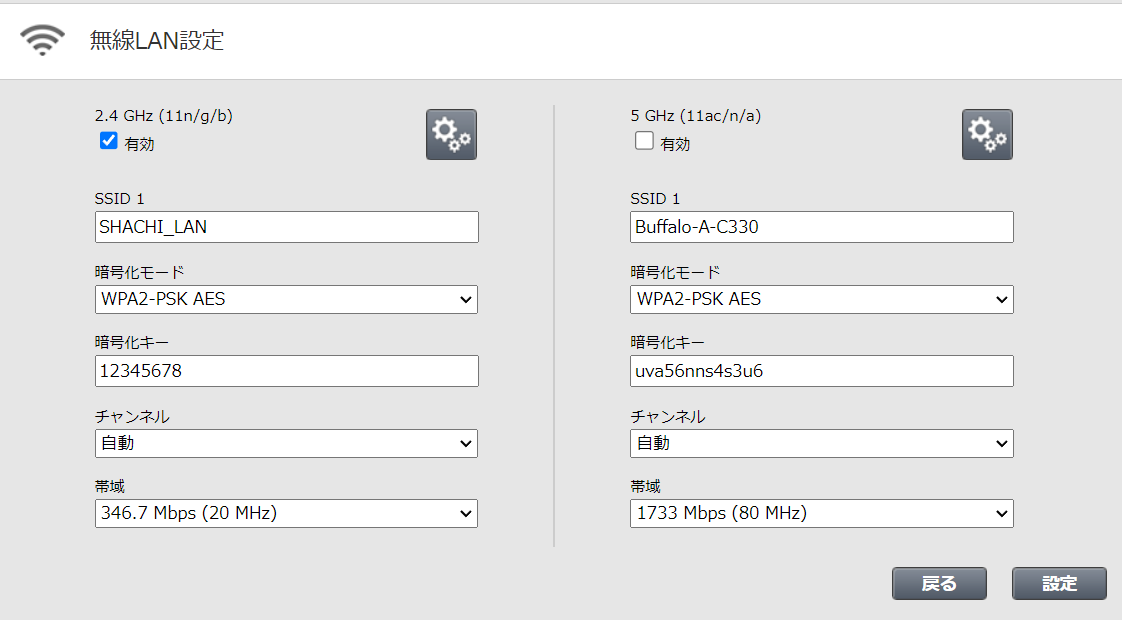 無線LAN設定
2.4 GHz (11n/g/b)
有効
SSID 1
SHACHI_LAN
暗号化モード
WPA2-PSK AES
暗号化キー
12345678
チャンネル
自動
帯域
346.7 Mbps (20 MHz)
5 GHz (11ac/n/a)
有効
SSID 1
Buffalo-A-C330
暗号化モード
WPA2-PSK AES
暗号化キー
uva56nns4s3u6
チャンネル
自動
帯域
1733 Mbps (80 MHz)
戻る
設定